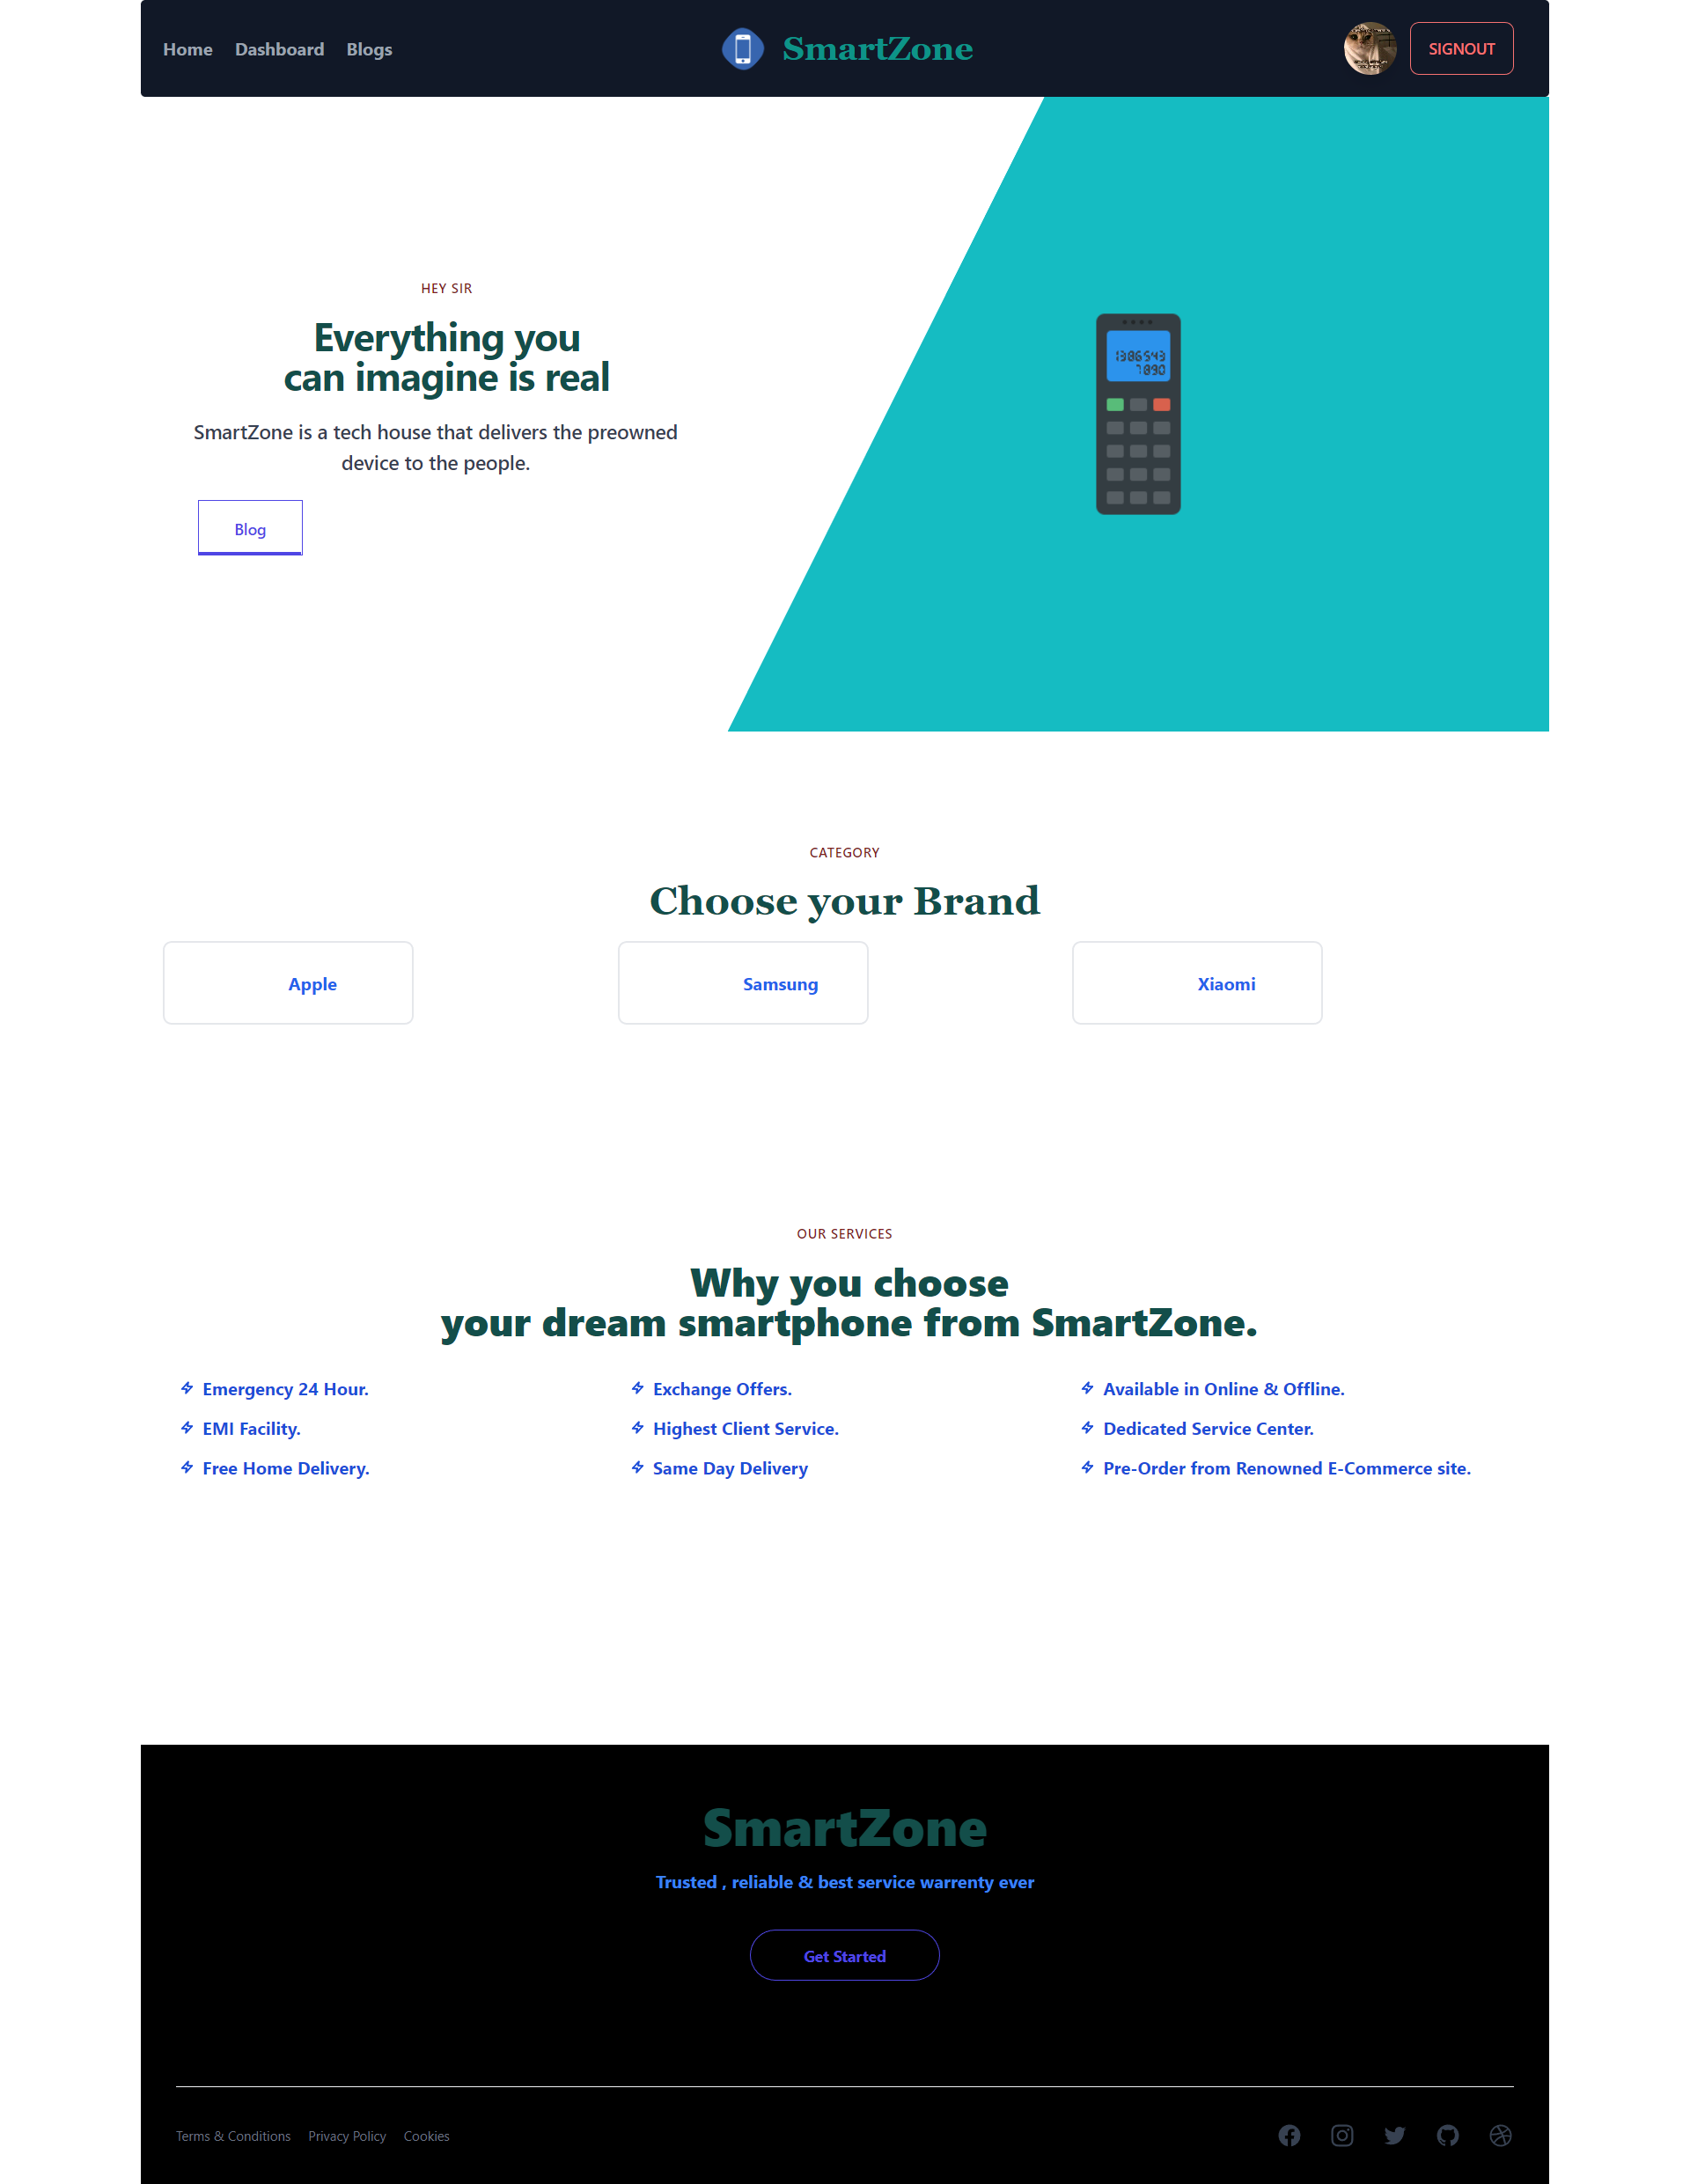 Home Dashboard Blogs
SmartZone
SIGNOUT
HEY SIR
Everything you
can imagine is real
SmartZone is a tech house that delivers the preowned
device to the people.
Blog
1386543
7890
CATEGORY
Choose your Brand
Apple
Samsung
Xiaomi
OUR SERVICES
Why you choose
your dream smartphone from SmartZone.
Emergency 24 Hour.
EMI Facility.
Free Home Delivery.
Exchange Offers.
Highest Client Service.
Same Day Delivery
Available in Online & Offline.
Dedicated Service Center.
Pre-Order from Renowned E-Commerce site.
SmartZone
Trusted , reliable & best service warrenty ever
Get Started
Terms & Conditions Privacy Policy Cookies